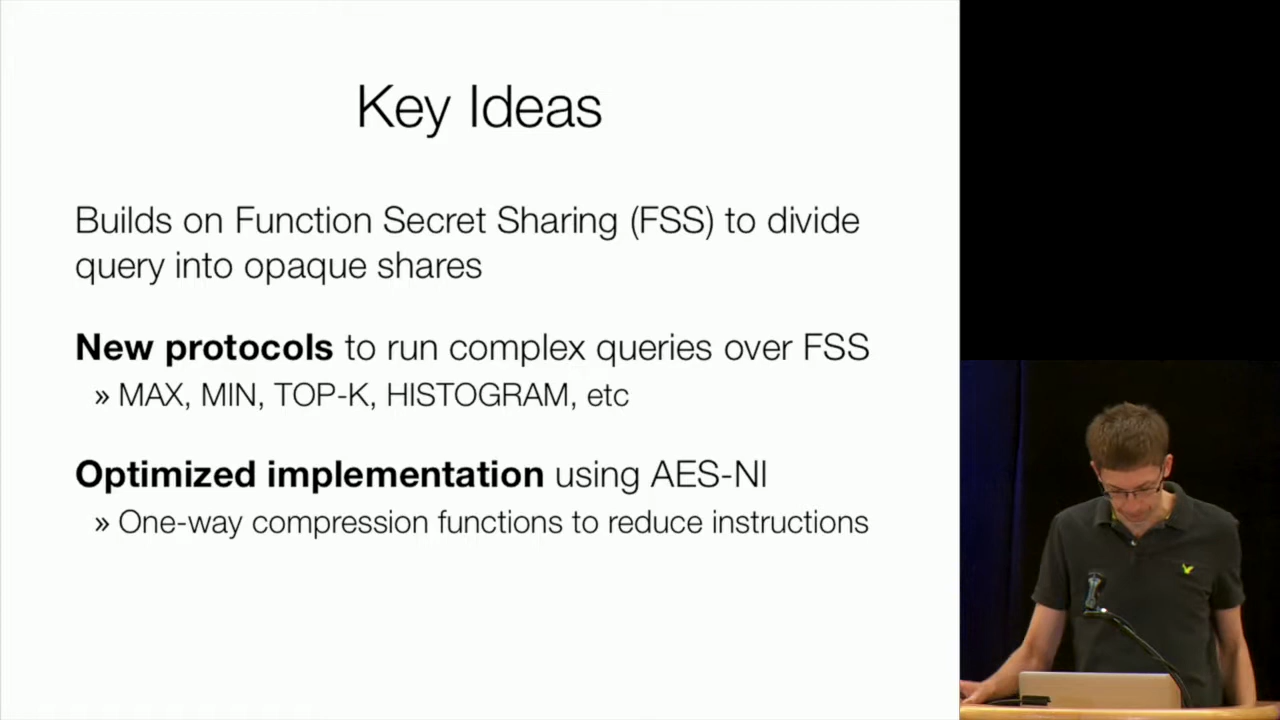 Key Ideas
Builds on Function Secret Sharing (FSS) to divide
query into opaque shares
New protocols to run complex queries over FSS
» MAX, MIN, TOP-K, HISTOGRAM, etc
Optimized implementation using AES-NI
» One-way compression functions to reduce instructions